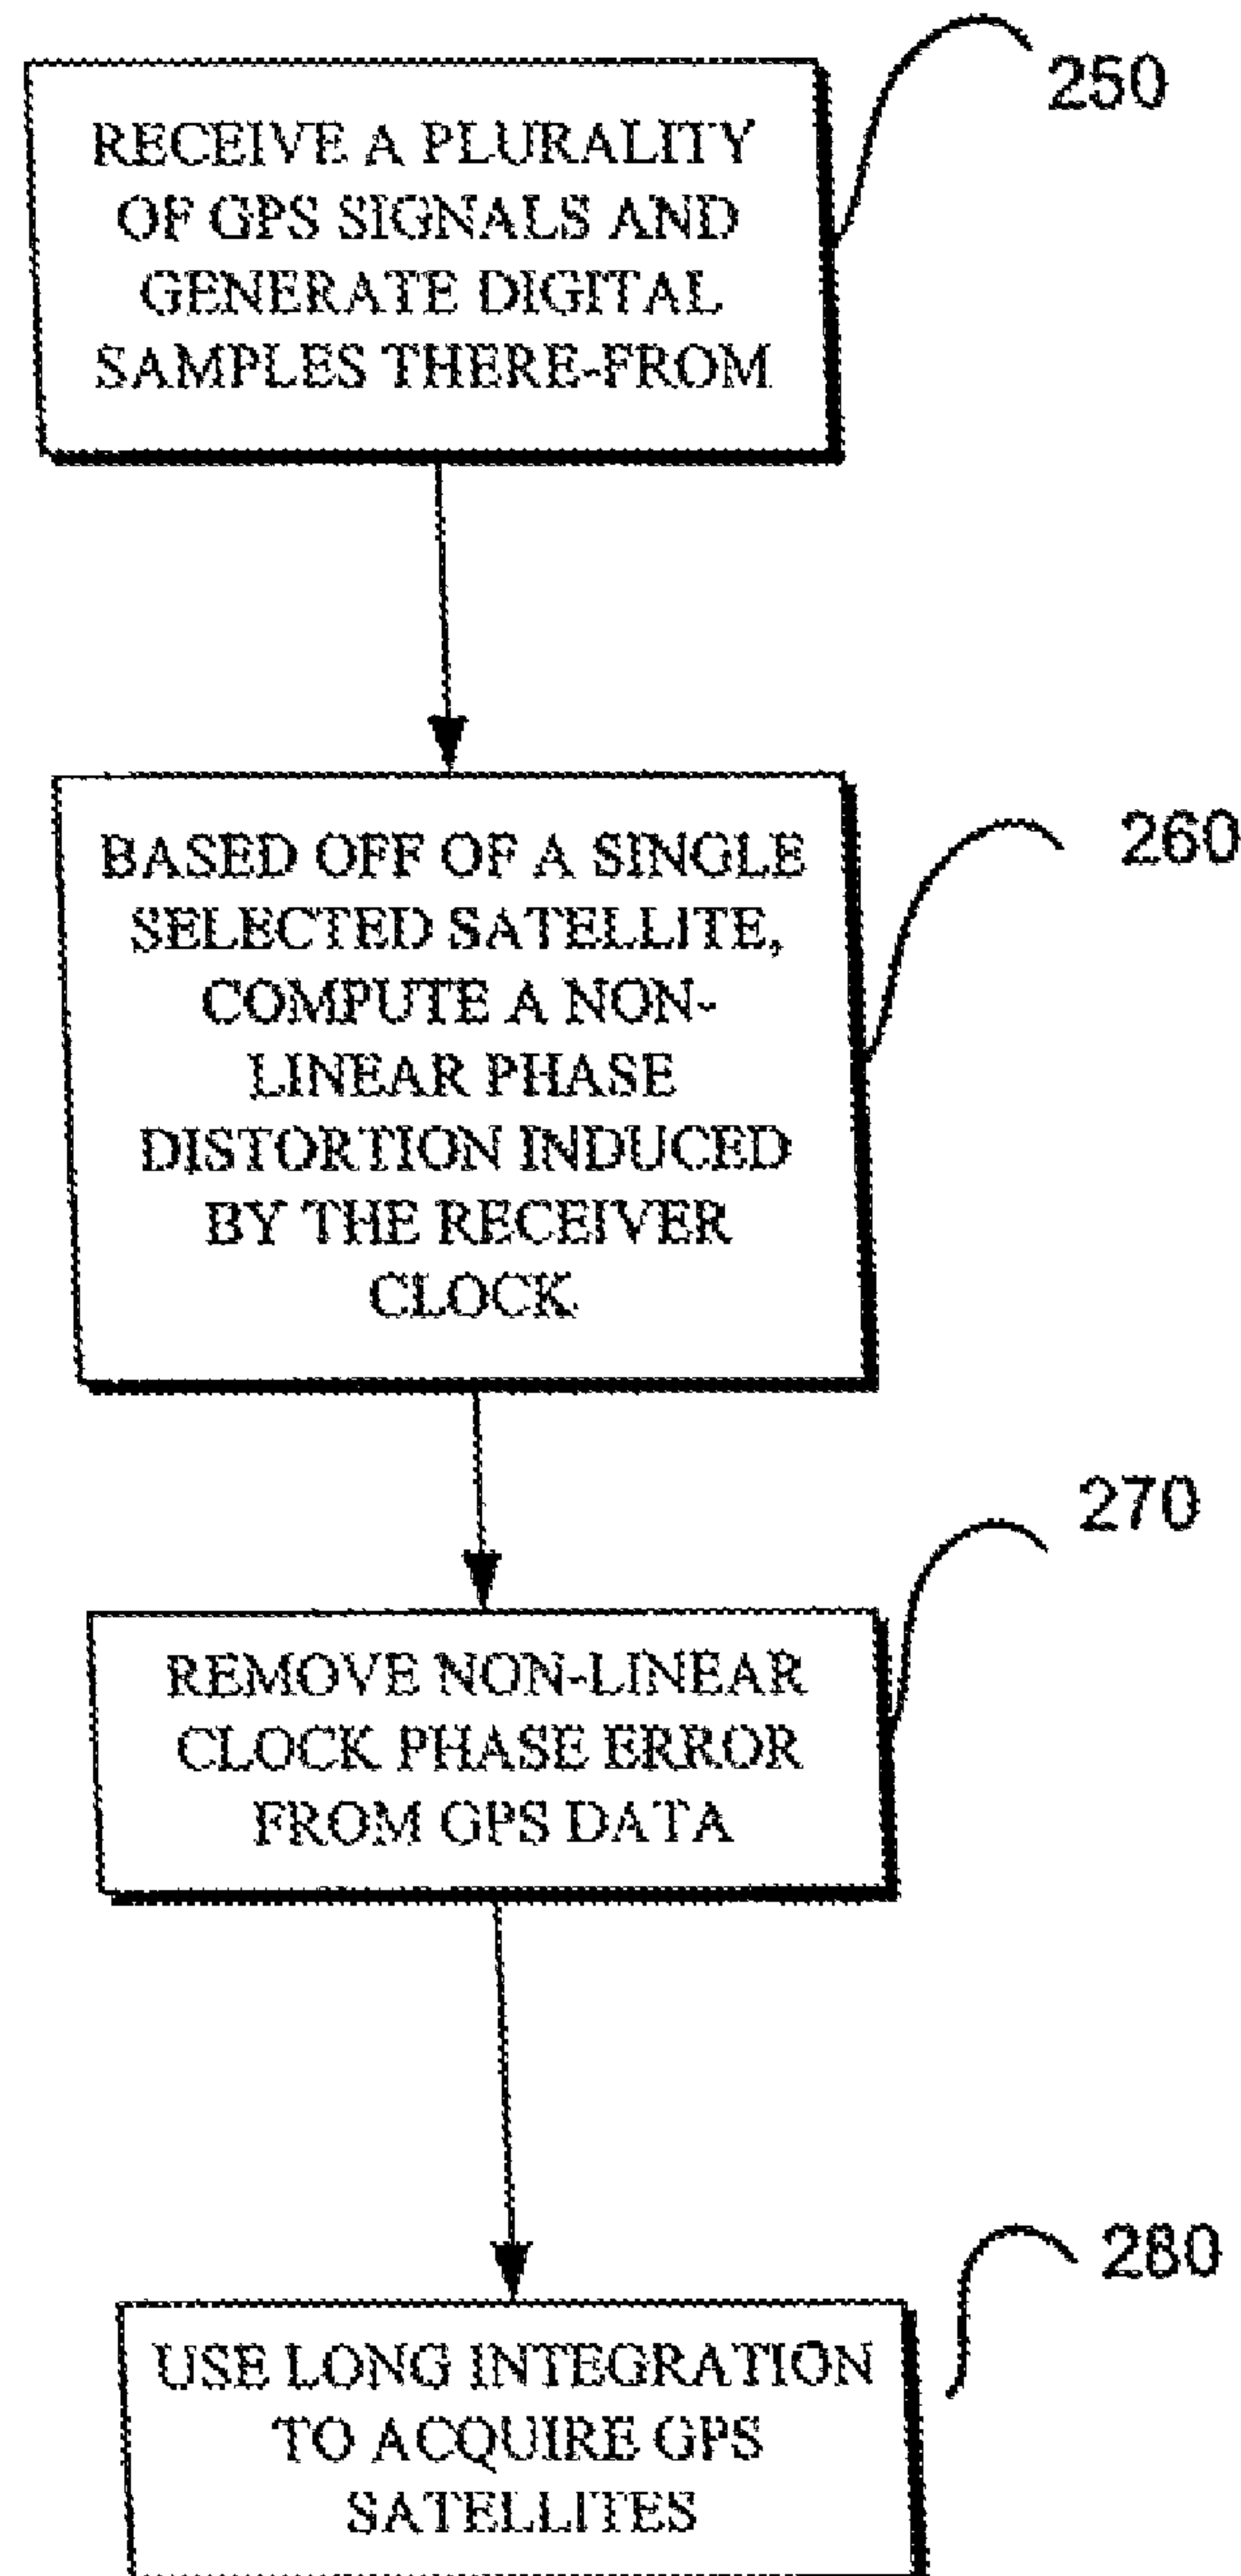 250
RECEIVE A PLURALITY
OF GPS SIGNALS AND
GENERATE DIGITAL
SAMPLES THERE-FROM
260
BASED OFF OF A SINGLE
SELECTED SATELLITE,
COMPUTE A NON-
LINEAR PHASE
DISTORTION INDUCED
BY THE RECEIVER
CLOCK
270
REMOVE NON-LINEAR
CLOCK PHASE ERROR
FROM GPS DATA
280
USE LONG INTEGRATION
TO ACQUIRE GPS
SATELLITES